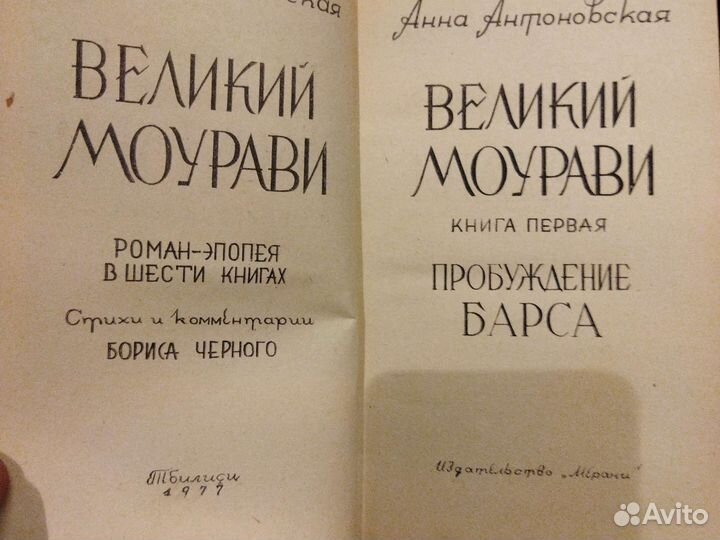 ская
ВЕЛИКИЙ
МОУРАВИ
РОМАН-ЭПОПЕЯ
В ШЕСТИ КНИГАХ
Стихи и комментарии
БОРИСА ЧЕРНОГО
Тбилиси
1977
Анна Антоновская
ВЕЛИКИЙ
МОУРАВИ
КНИГА ПЕРВАЯ
ПРОБУЖДЕНИЕ
БАРСА
Издательство „Мерани"
Avito